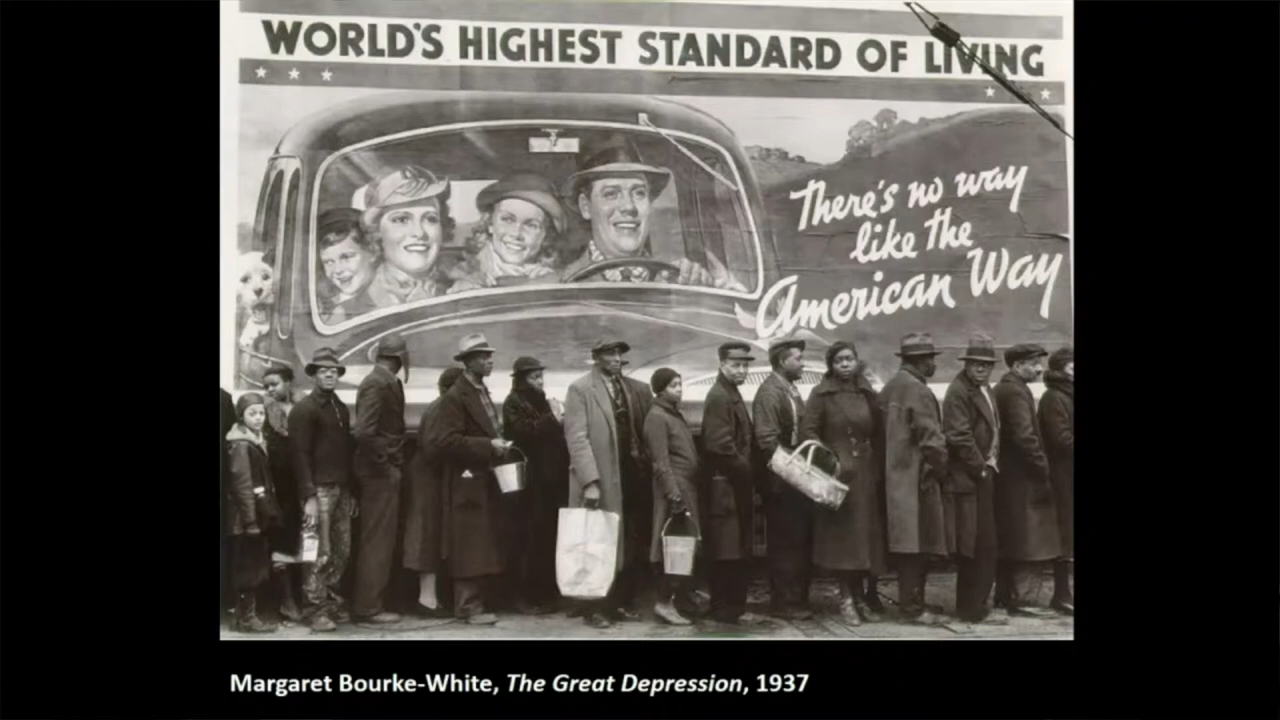 WORLD'S HIGHEST STANDARD OF LIVING
There's no way
like the
American Way
Margaret Bourke-White, The Great Depression, 1937